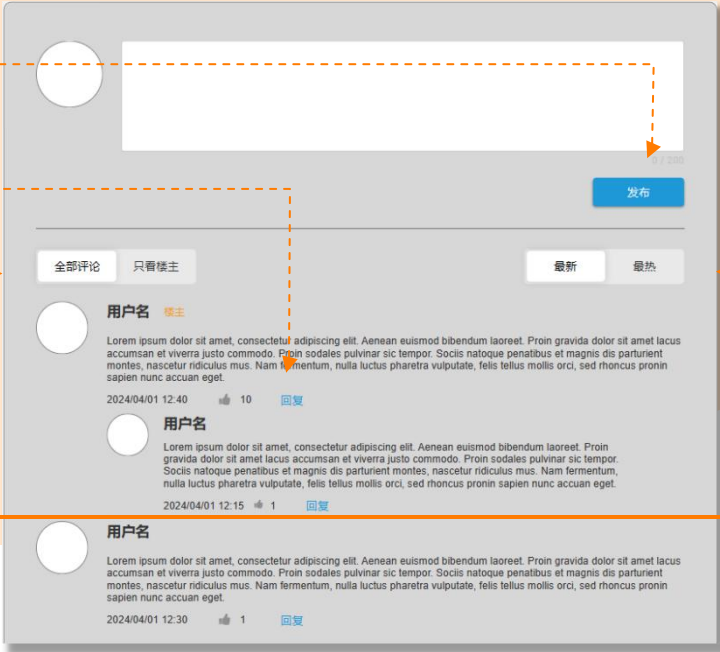 0 / 200
发布
全部评论 只看楼主 最新 最热
用户名 楼主
Lorem ipsum dolor sit amet, consectetur adipiscing elit. Aenean euismod bibendum laoreet. Proin gravida dolor sit amet lacus
accumsan et viverra justo commodo. Proin sodales pulvinar sic tempor. Sociis natoque penatibus et magnis dis parturient
montes, nascetur ridiculus mus. Nam fermentum, nulla luctus pharetra vulputate, felis tellus mollis orci, sed rhoncus pronin
sapien nunc accuan eget.
2024/04/01 12:40 10 回复
用户名
Lorem ipsum dolor sit amet, consectetur adipiscing elit. Aenean euismod bibendum laoreet. Proin
gravida dolor sit amet lacus accumsan et viverra justo commodo. Proin sodales pulvinar sic tempor.
Sociis natoque penatibus et magnis dis parturient montes, nascetur ridiculus mus. Nam fermentum,
nulla luctus pharetra vulputate, felis tellus mollis orci, sed rhoncus pronin sapien nunc accuan eget.
2024/04/01 12:15 1 回复
用户名
Lorem ipsum dolor sit amet, consectetur adipiscing elit. Aenean euismod bibendum laoreet. Proin gravida dolor sit amet lacus
accumsan et viverra justo commodo. Proin sodales pulvinar sic tempor. Sociis natoque penatibus et magnis dis parturient
montes, nascetur ridiculus mus. Nam fermentum, nulla luctus pharetra vulputate, felis tellus mollis orci, sed rhoncus pronin
sapien nunc accuan eget.
2024/04/01 12:30 1 回复